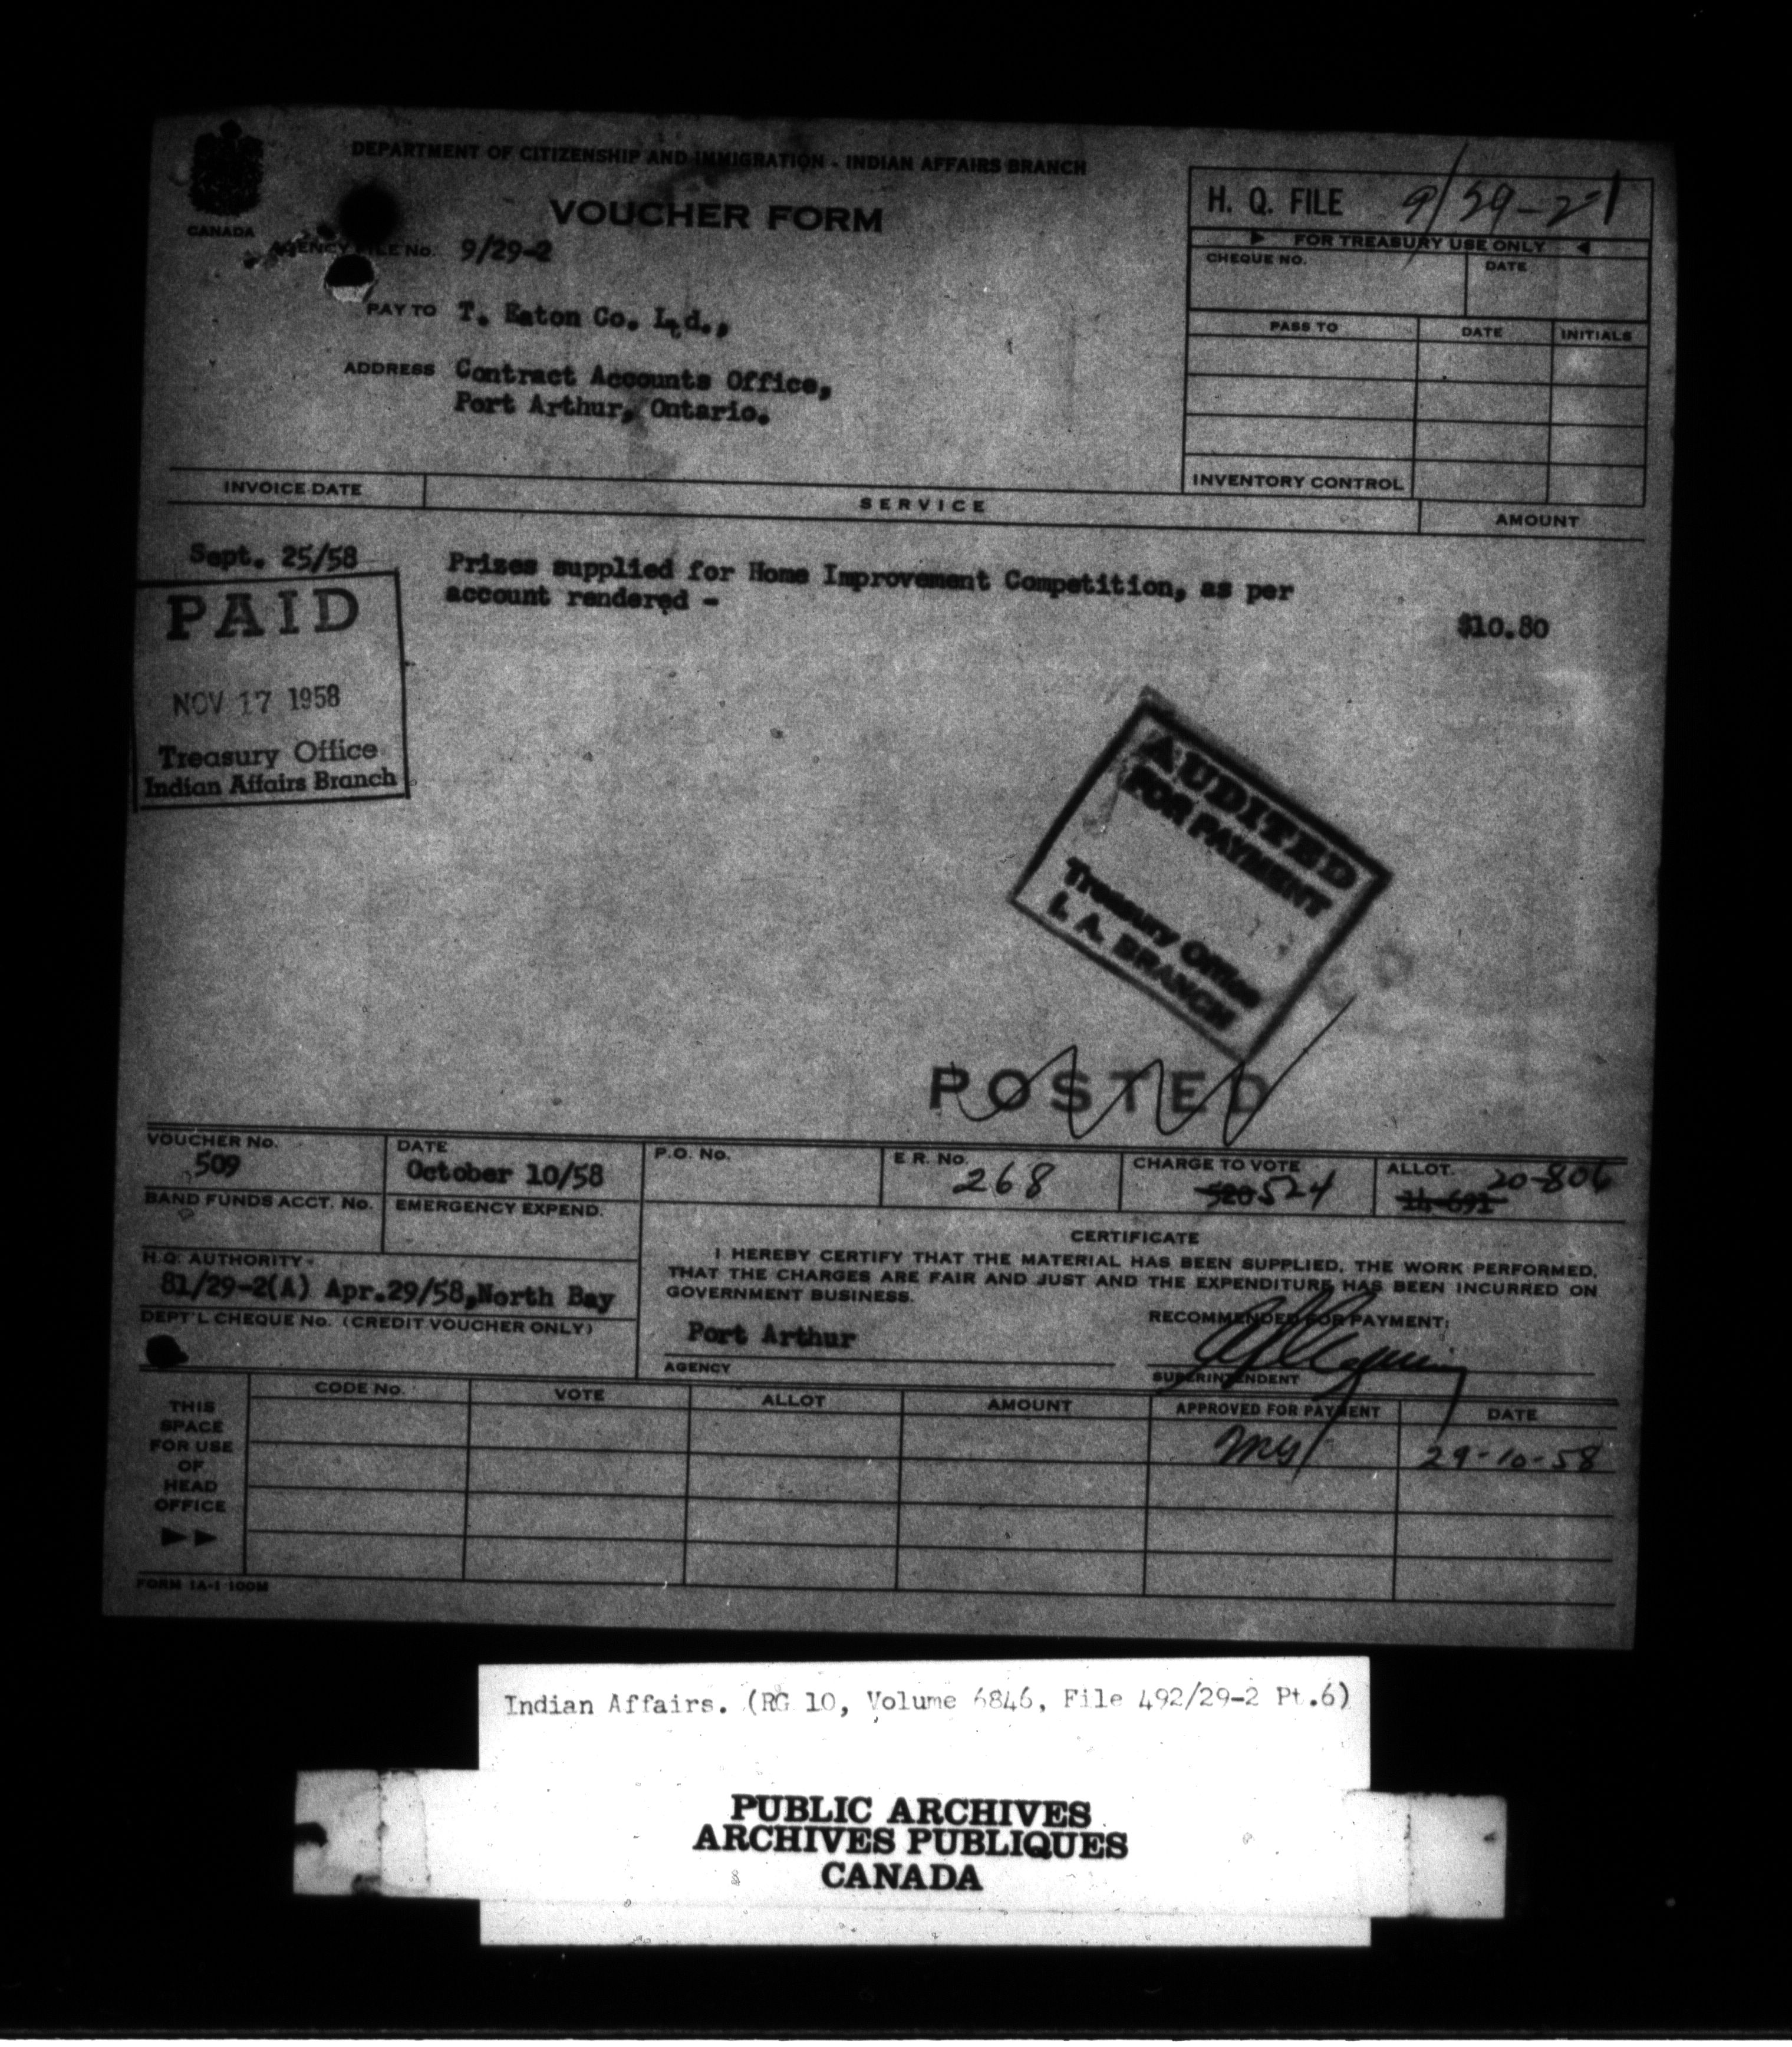 DEPARTMENT OF CITIZENSHIP AND IMMIGRATION - INDIAN AFFAIRS BRANCH
CANADA
VOUCHER FORM
H. Q. FILE
FOR TREASURY USE ONLY
CHEQUE NO. DATE
PASS TO DATE INITIALS
INVENTORY CONTROL
AGENCY FILE No. 9/29-2
PAY TO T. Eaton Co. Ltd.,
ADDRESS Contract Accounts Office,
Port Arthur, Ontario.
INVOICE DATE SERVICE AMOUNT
Sept. 25/58 Prizes supplied for Home Improvement Competition, as per
account rendered - $10.80
PAID
NOV 17 1958
Treasury Office
Indian Affairs Branch
AUDITED
FOR PAYMENT
Treasury Office
I. A. BRANCH
POSTED
VOUCHER No. 509
DATE October 10/58
P.O. No.
E R. No. 268
CHARGE TO VOTE 520 524
ALLOT. 20-806
14-691
BAND FUNDS ACCT. No. EMERGENCY EXPEND.
H.Q. AUTHORITY
81/29-2(A) Apr.29/58, North Bay
DEPT'L CHEQUE No. (CREDIT VOUCHER ONLY)
CERTIFICATE
I HEREBY CERTIFY THAT THE MATERIAL HAS BEEN SUPPLIED, THE WORK PERFORMED,
THAT THE CHARGES ARE FAIR AND JUST AND THE EXPENDITURE HAS BEEN INCURRED ON
GOVERNMENT BUSINESS.
RECOMMENDED FOR PAYMENT:
Port Arthur
AGENCY
SUPERINTENDENT
THIS
SPACE
FOR USE
OF
HEAD
OFFICE
CODE No. VOTE ALLOT AMOUNT APPROVED FOR PAYMENT DATE
29-10-58
FORM 1A-1 100M
Indian Affairs. (RG 10, Volume 6846, File 492/29-2 Pt.6)
PUBLIC ARCHIVES
ARCHIVES PUBLIQUES
CANADA